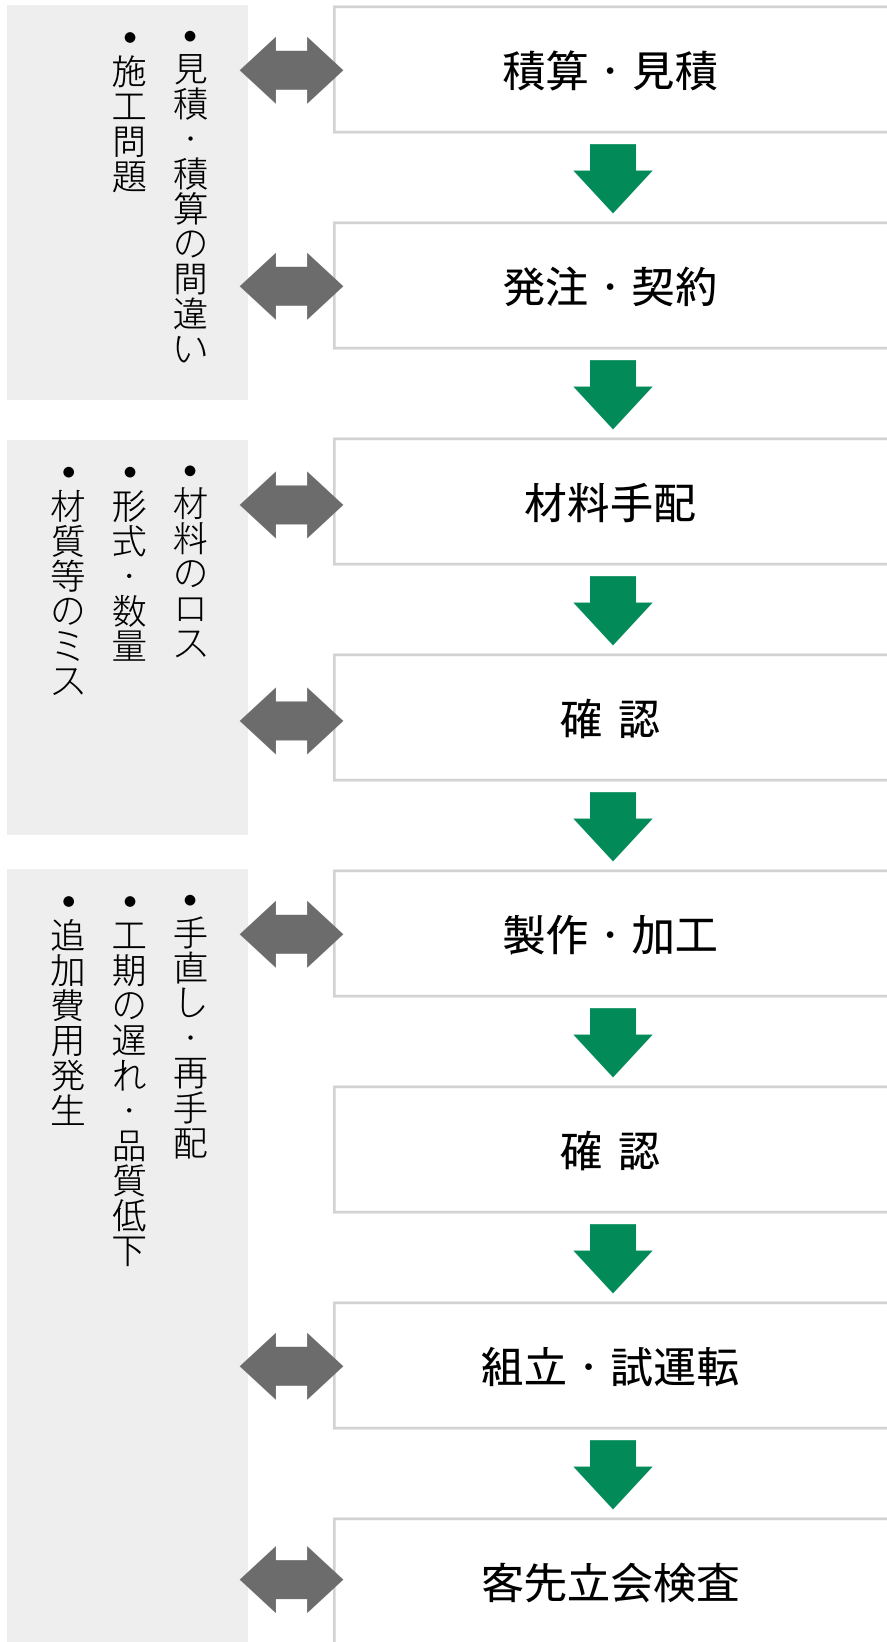 ・見積・積算の間違い
・施工問題
積算・見積
発注・契約
・材料のロス
・形式・数量
・材質等のミス
材料手配
確 認
・手直し・再手配
・工期の遅れ・品質低下
・追加費用発生
製作・加工
確 認
組立・試運転
客先立会検査